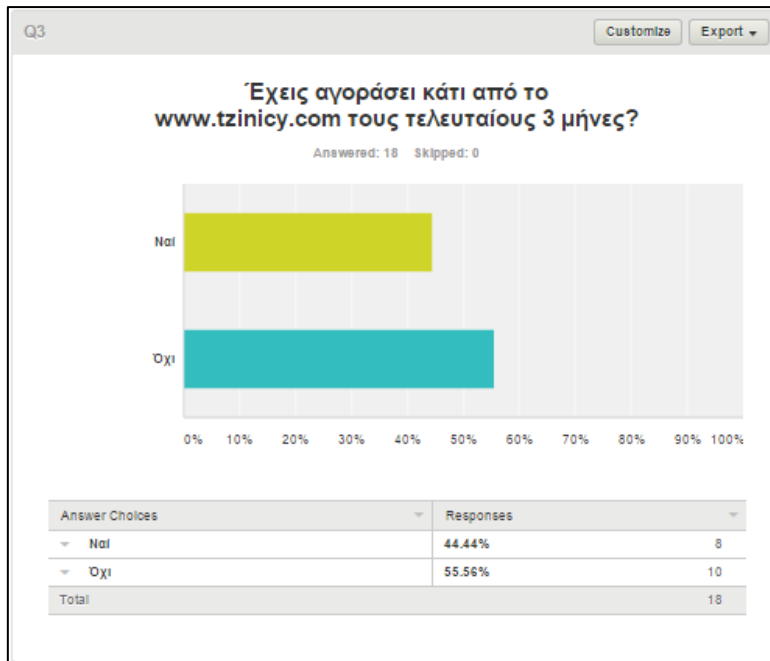 Q3
Customize
Export
Έχεις αγοράσει κάτι από το
www.tzinicy.com τους τελευταίους 3 μήνες?
Answered: 18 Skipped: 0
Ναί
Όχι
0% 10% 20% 30% 40% 50% 60% 70% 80% 90% 100%
Answer Choices Responses
Ναί 44.44% 8
Όχι 55.56% 10
Total 18